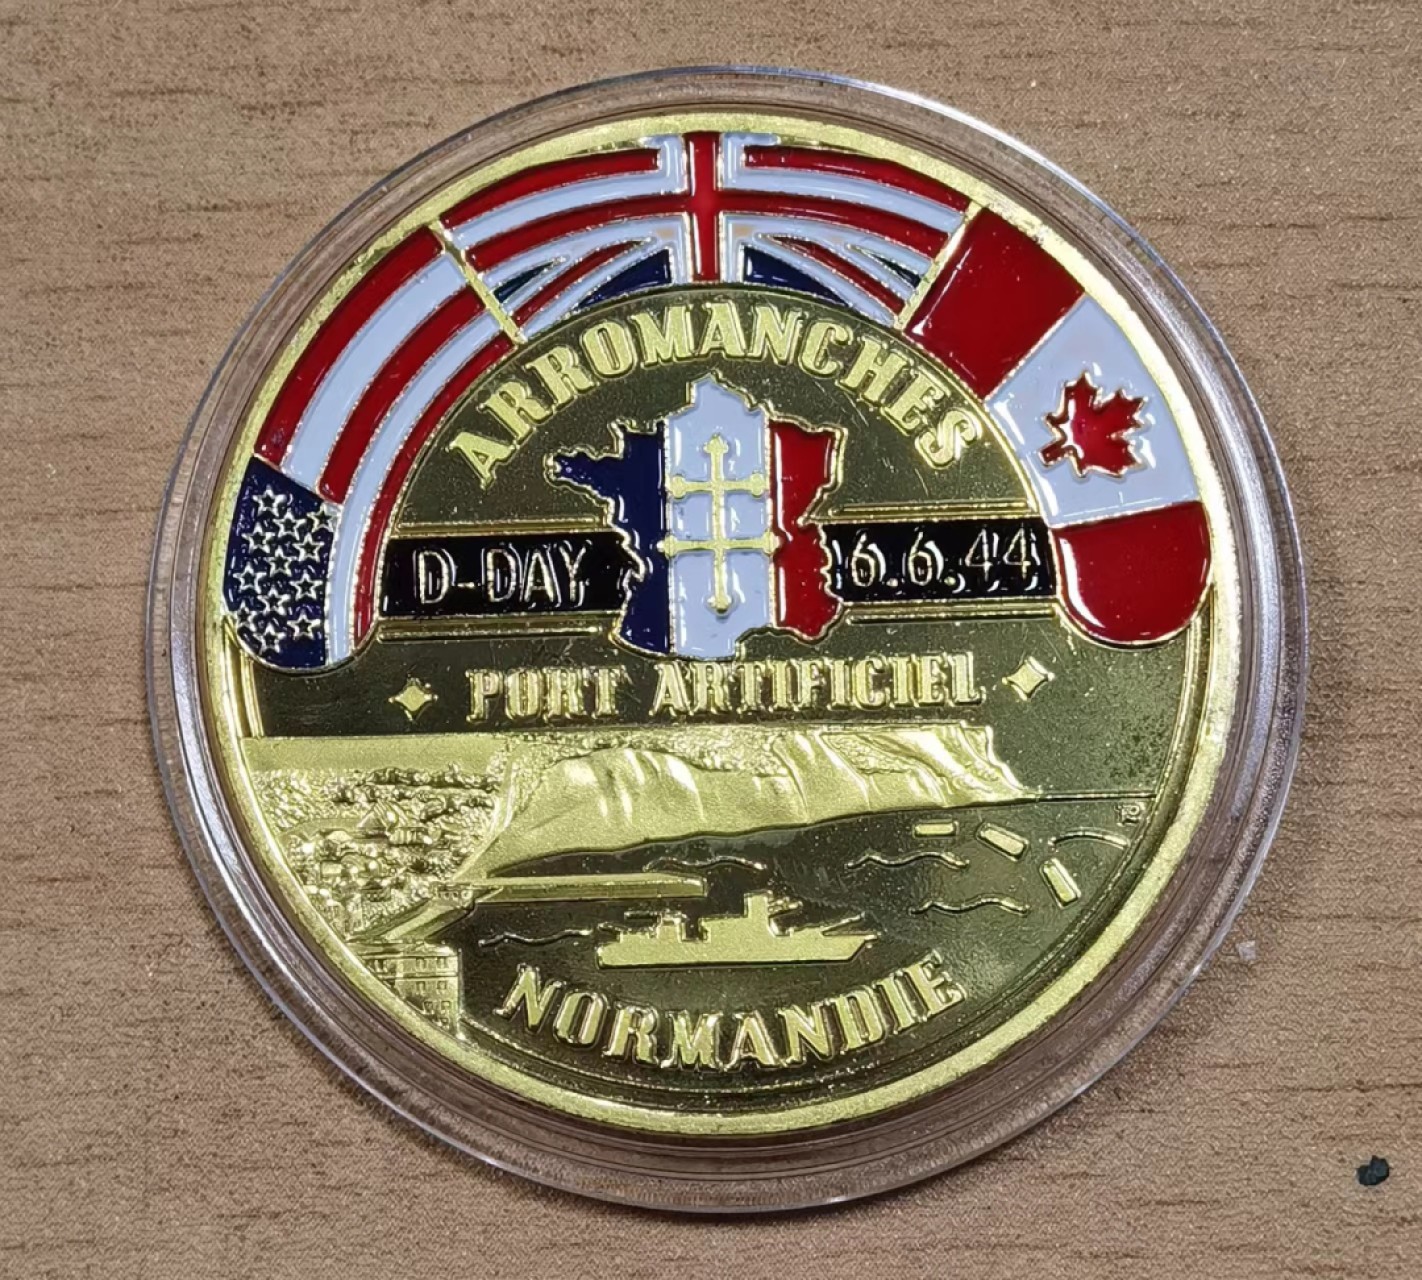 ARROMANCHES
D-DAY 6.6.44
PORT ARTIFICIEL
NORMANDIE